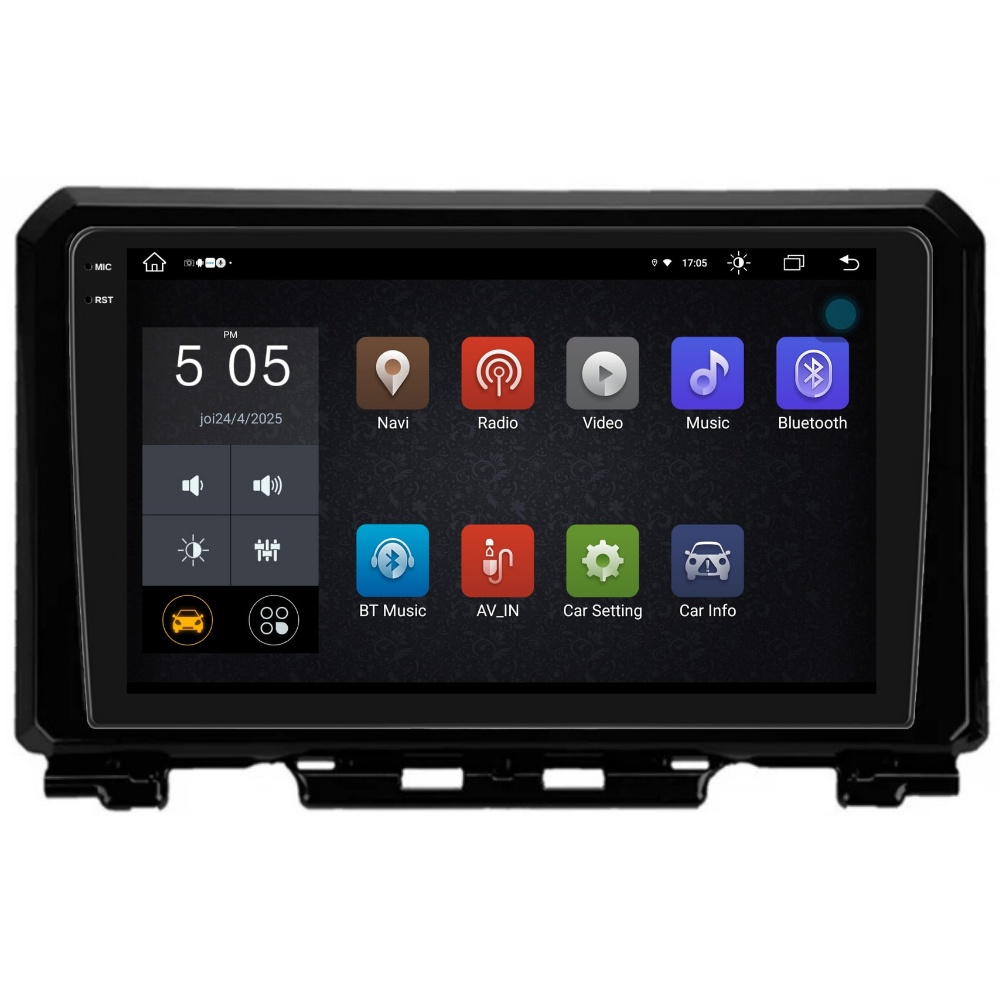 MIC
RST
17:05
PM
5 05
joi24/4/2025
Navi
Radio
Video
Music
Bluetooth
BT Music
AV_IN
Car Setting
Car Info